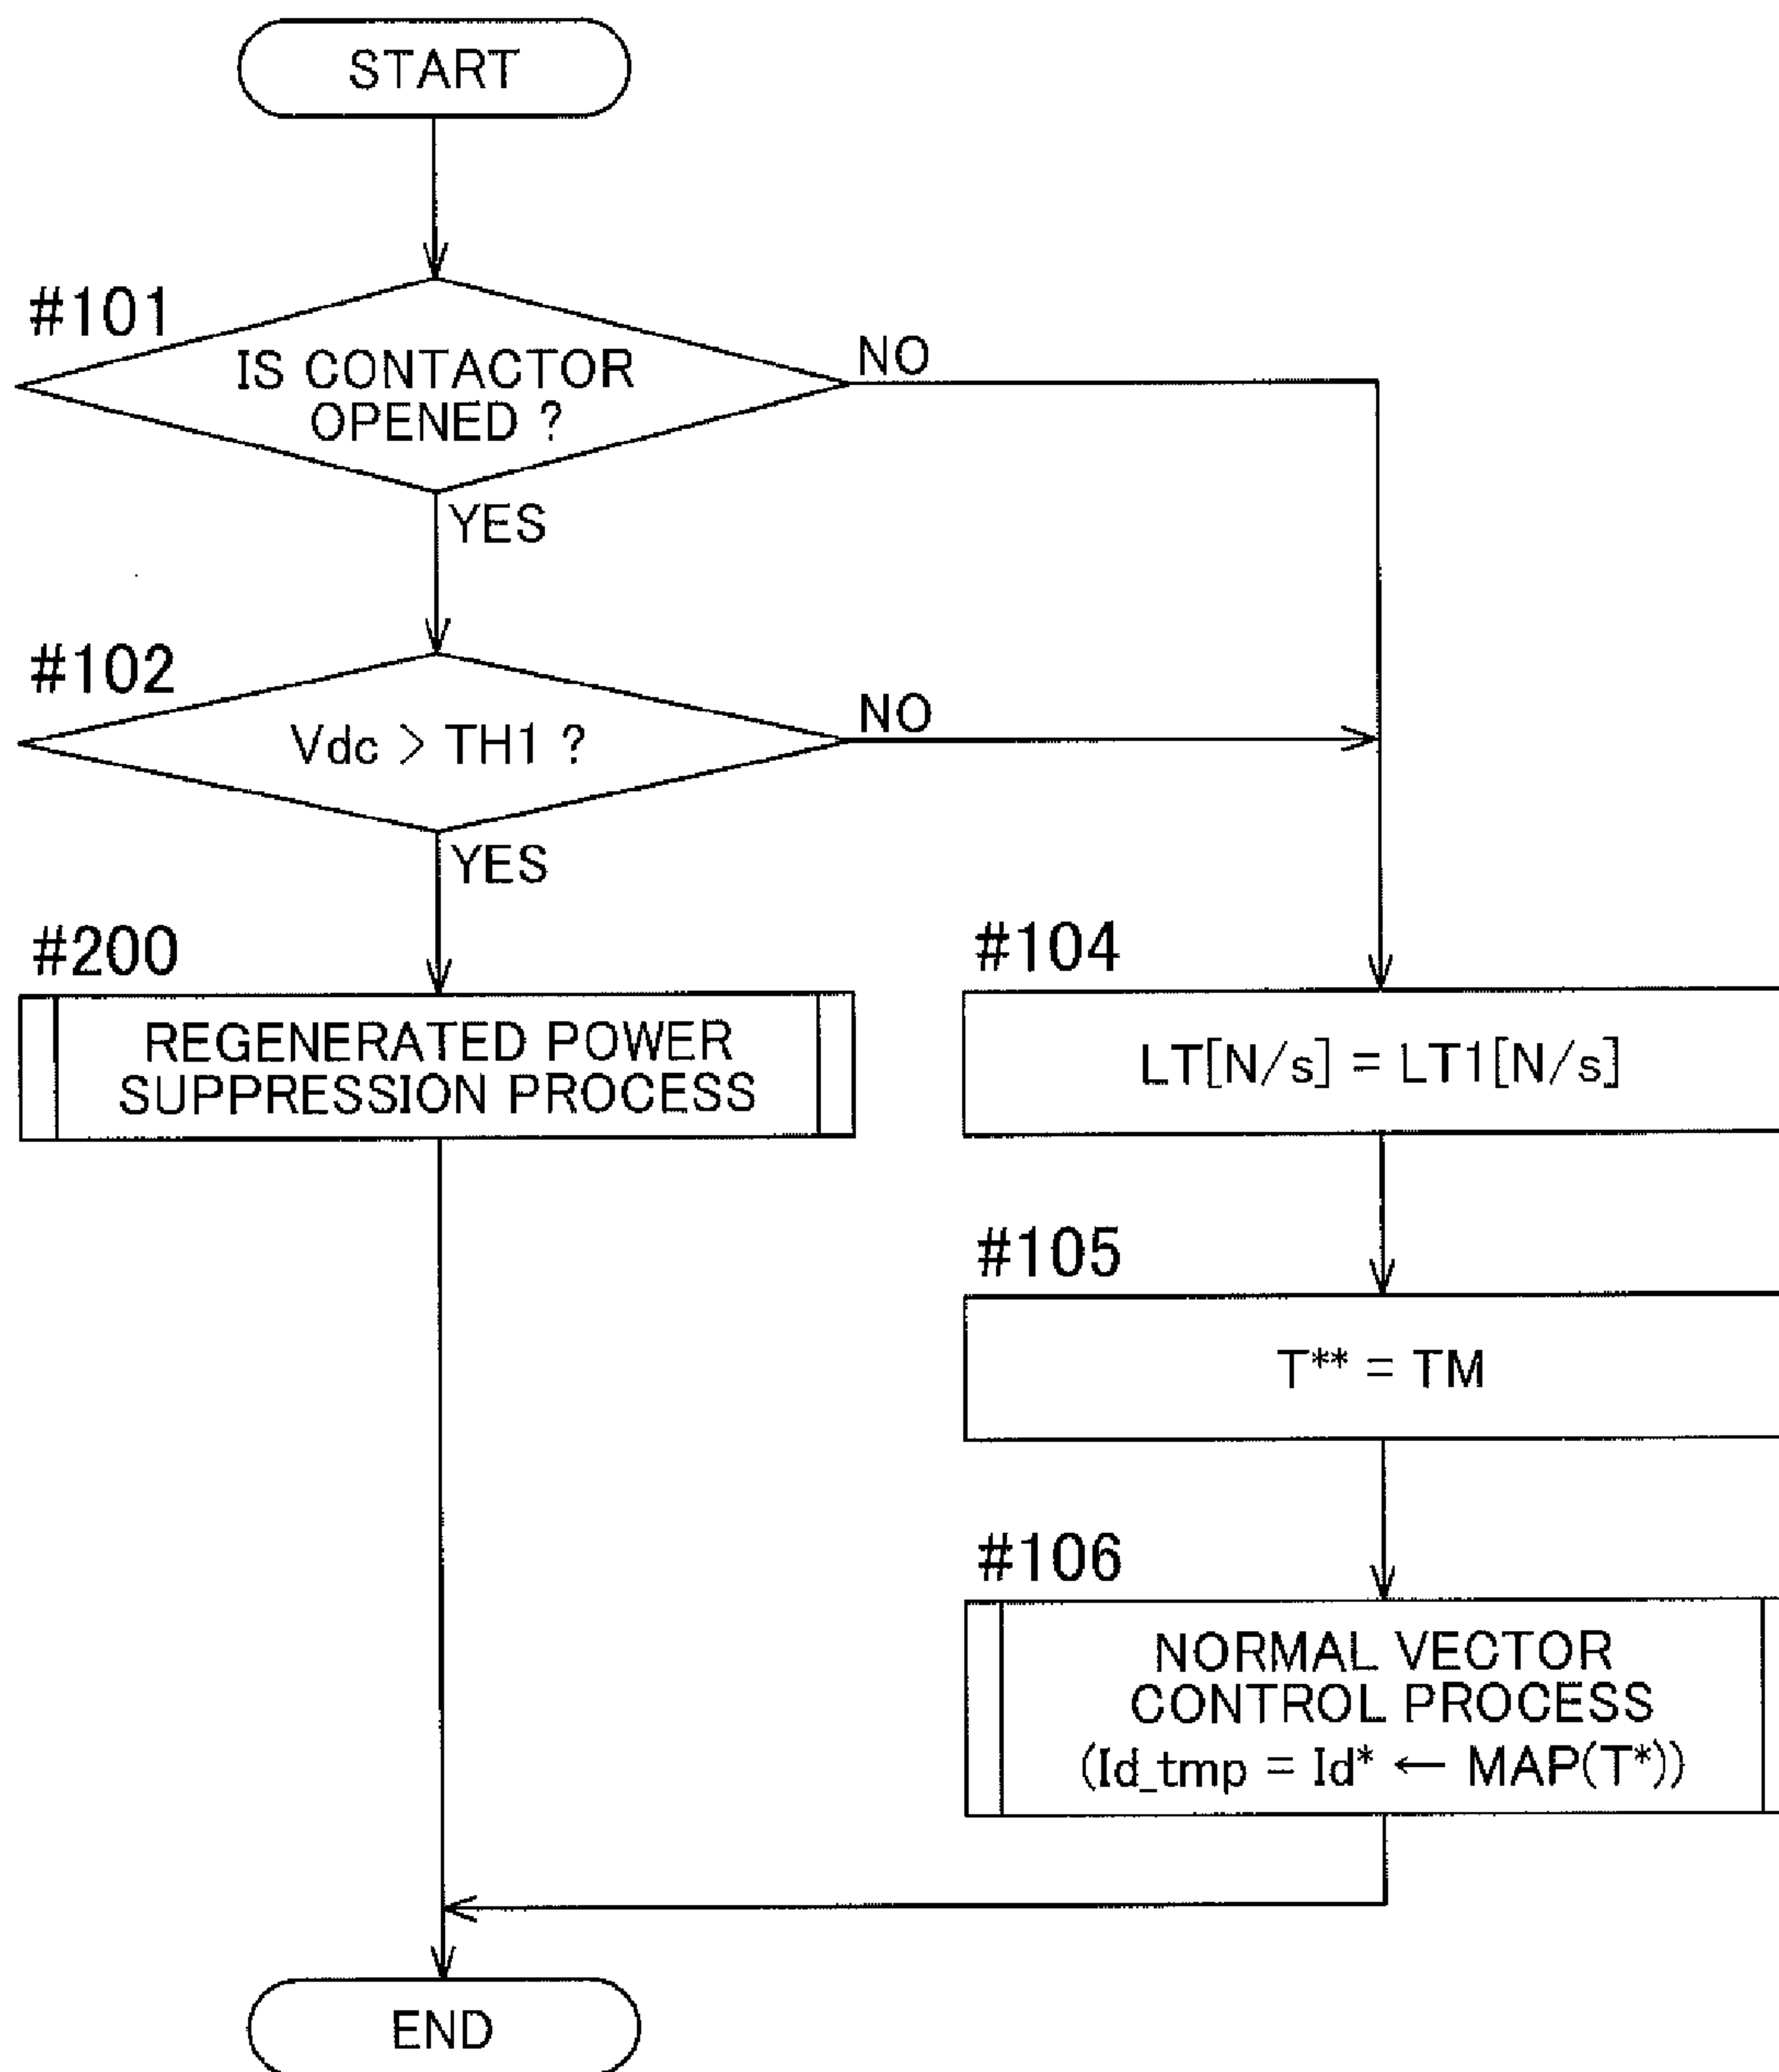 START
#101
IS CONTACTOR
OPENED ?
NO
YES
#102
Vdc > TH1 ?
NO
YES
#200
REGENERATED POWER
SUPPRESSION PROCESS
#104
LT[N/s] = LT1[N/s]
#105
T** = TM
#106
NORMAL VECTOR
CONTROL PROCESS
(Id_tmp = Id* ← MAP(T*))
END